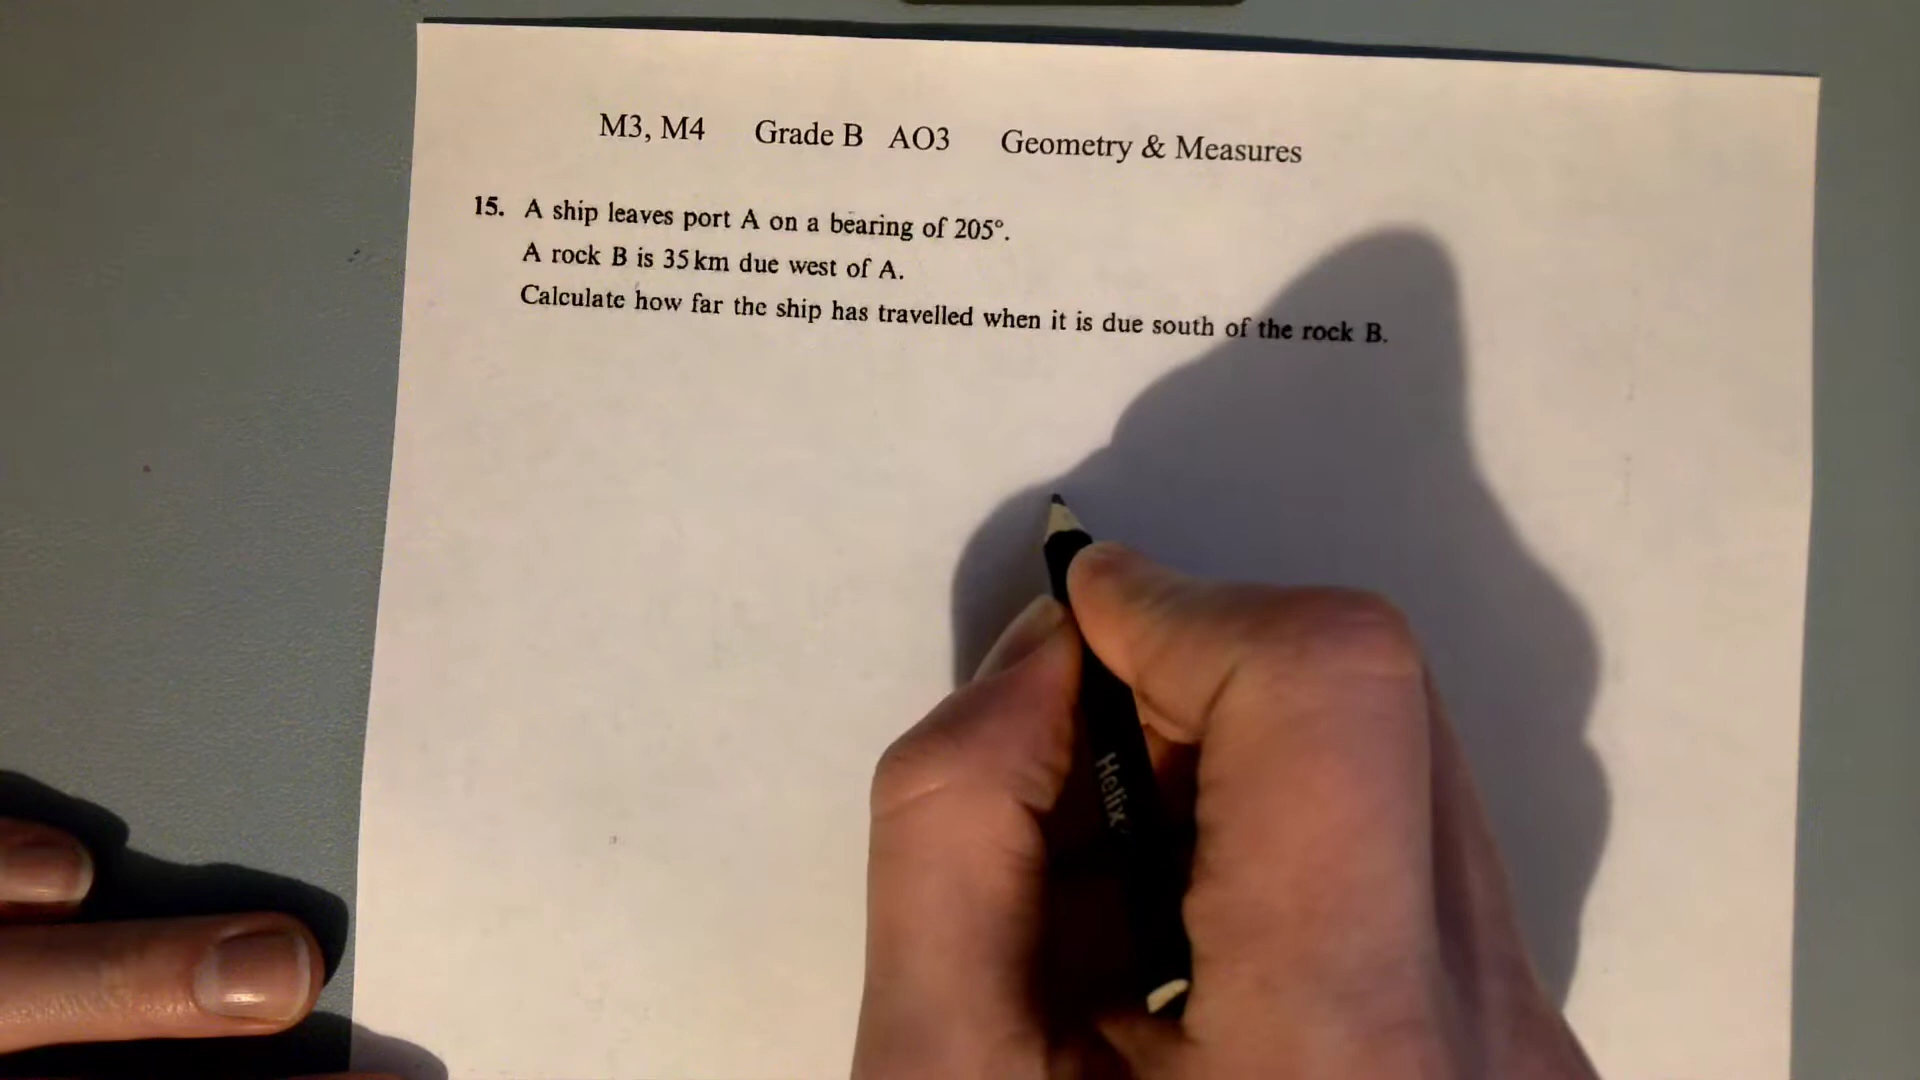 M3, M4 Grade B AO3 Geometry & Measures
15. A ship leaves port A on a bearing of 205°.
A rock B is 35 km due west of A.
Calculate how far the ship has travelled when it is due south of the rock B.
Helix